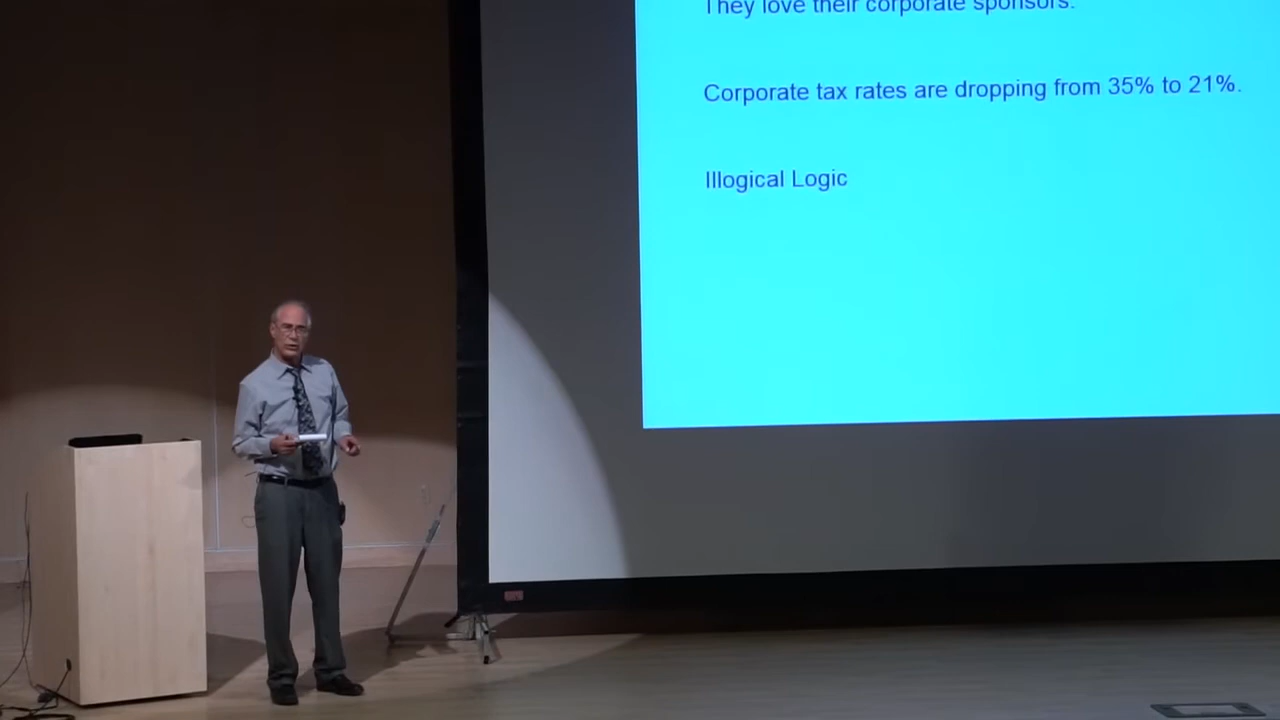 They love their corporate sponsors.
Corporate tax rates are dropping from 35% to 21%.
Illogical Logic